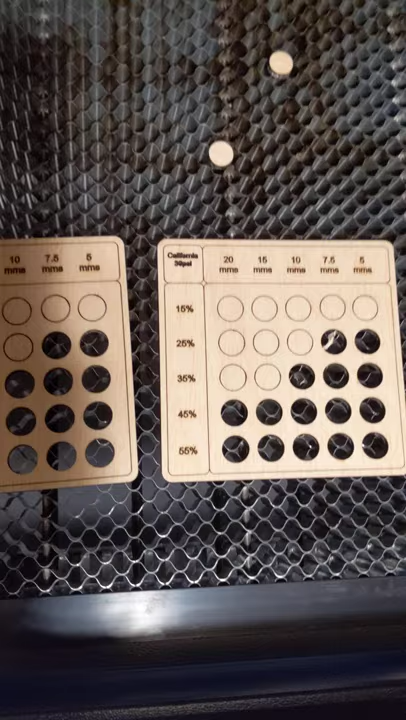 10 7.5 5
mms mms mms
California
30psi
20 15 10 7.5 5
mms mms mms mms mms
15%
25%
35%
45%
55%